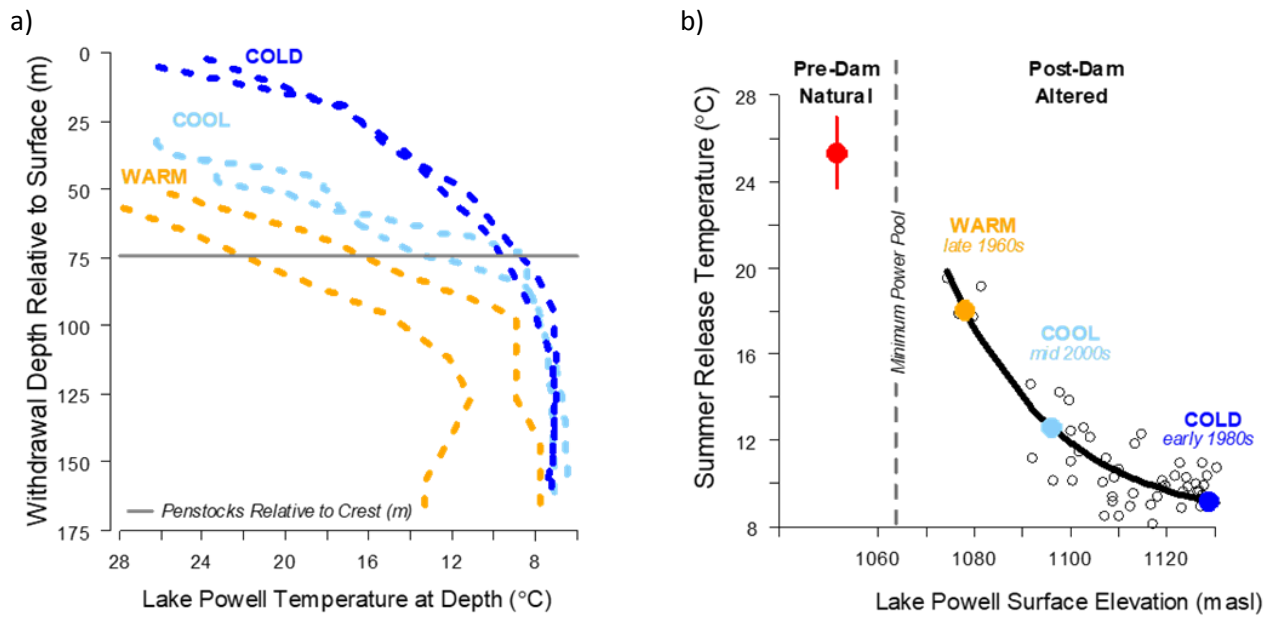 a)
Withdrawal Depth Relative to Surface (m)
0
25
50
75
100
125
150
175
COLD
COOL
WARM
Penstocks Relative to Crest (m)
28
24
20
16
12
8
Lake Powell Temperature at Depth (°C)
b)
Summer Release Temperature (°C)
28
24
20
16
12
8
Pre-Dam
Natural
Post-Dam
Altered
Minimum Power Pool
WARM
late 1960s
COOL
mid 2000s
COLD
early 1980s
1060
1080
1100
1120
Lake Powell Surface Elevation (masl)